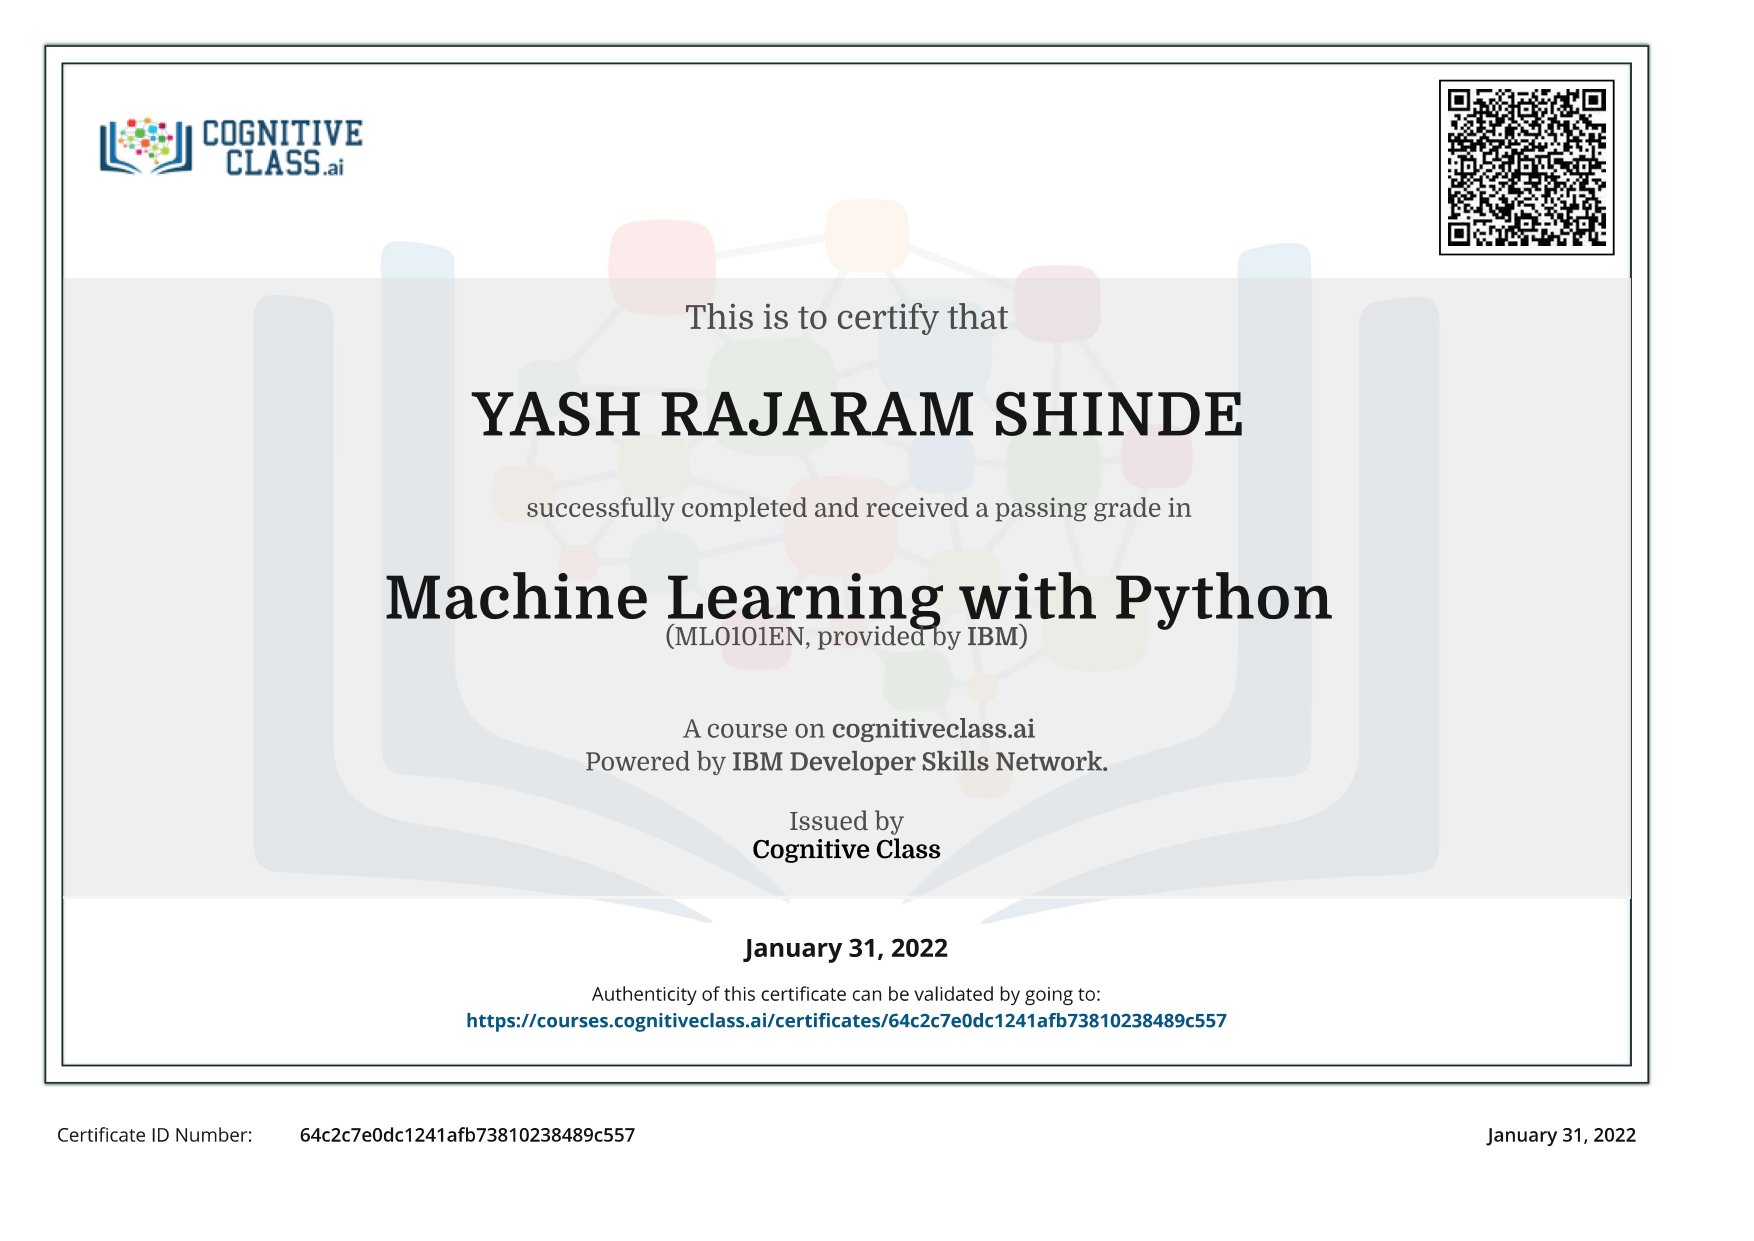 COGNITIVE
CLASS.ai
This is to certify that
YASH RAJARAM SHINDE
successfully completed and received a passing grade in
Machine Learning with Python
(ML0101EN, provided by IBM)
A course on cognitiveclass.ai
Powered by IBM Developer Skills Network.
Issued by
Cognitive Class
January 31, 2022
Authenticity of this certificate can be validated by going to:
https://courses.cognitiveclass.ai/certificates/64c2c7e0dc1241afb73810238489c557
Certificate ID Number: 64c2c7e0dc1241afb73810238489c557
January 31, 2022